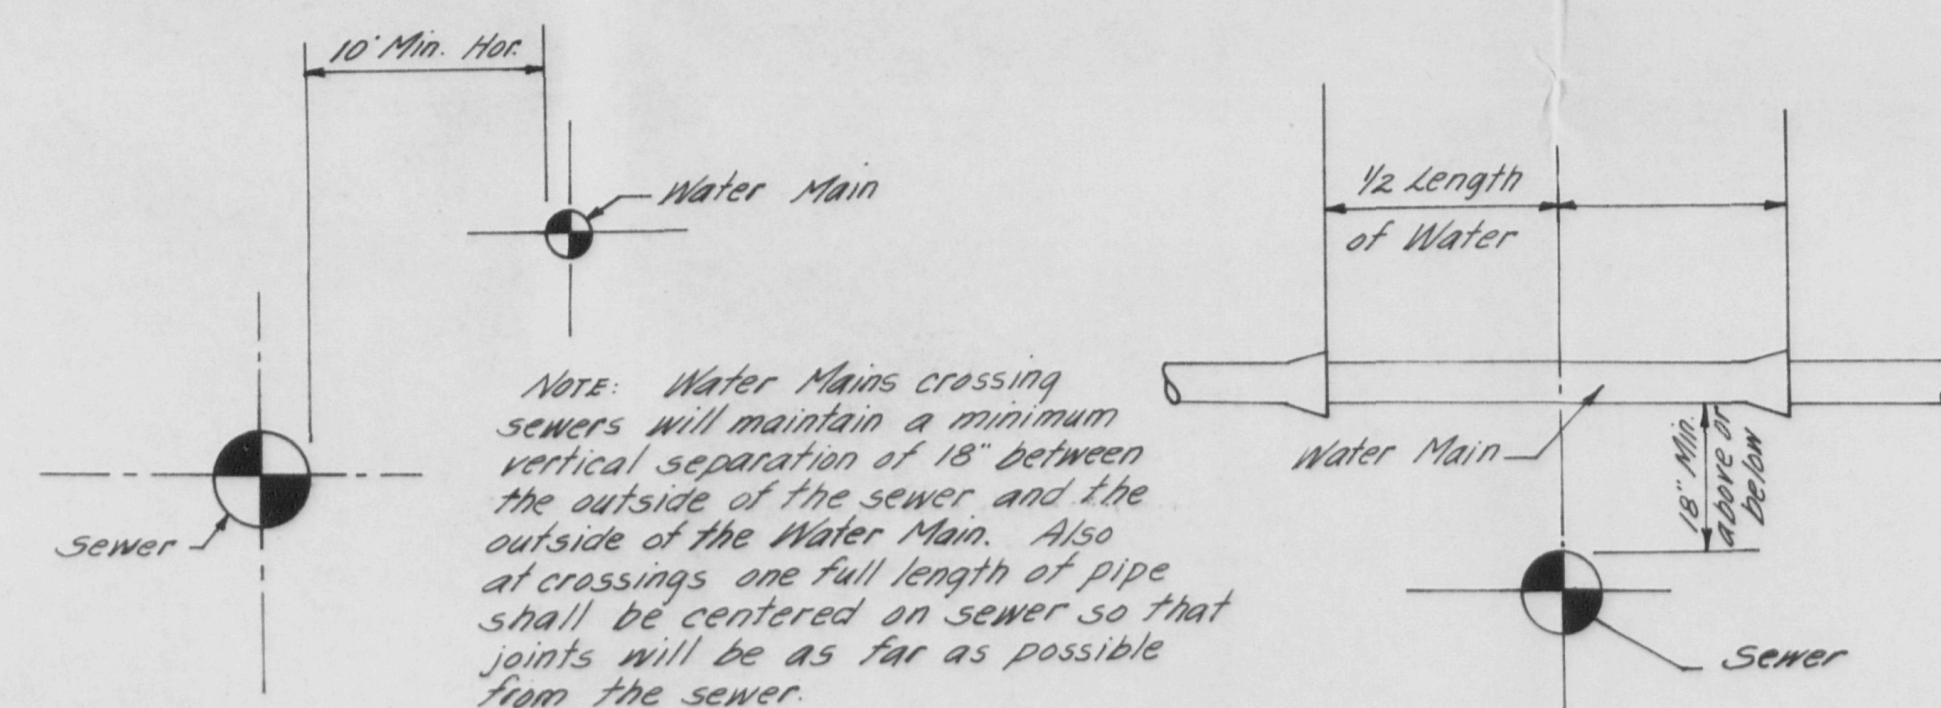 10' Min. Hor.
Water Main
Sewer
NOTE: Water Mains crossing
sewers will maintain a minimum
vertical separation of 18" between
the outside of the sewer and the
outside of the Water Main. Also
at crossings one full length of pipe
shall be centered on sewer so that
joints will be as far as possible
from the sewer.
1/2 Length
of Water
Water Main
18" Min.
above or
below
Sewer